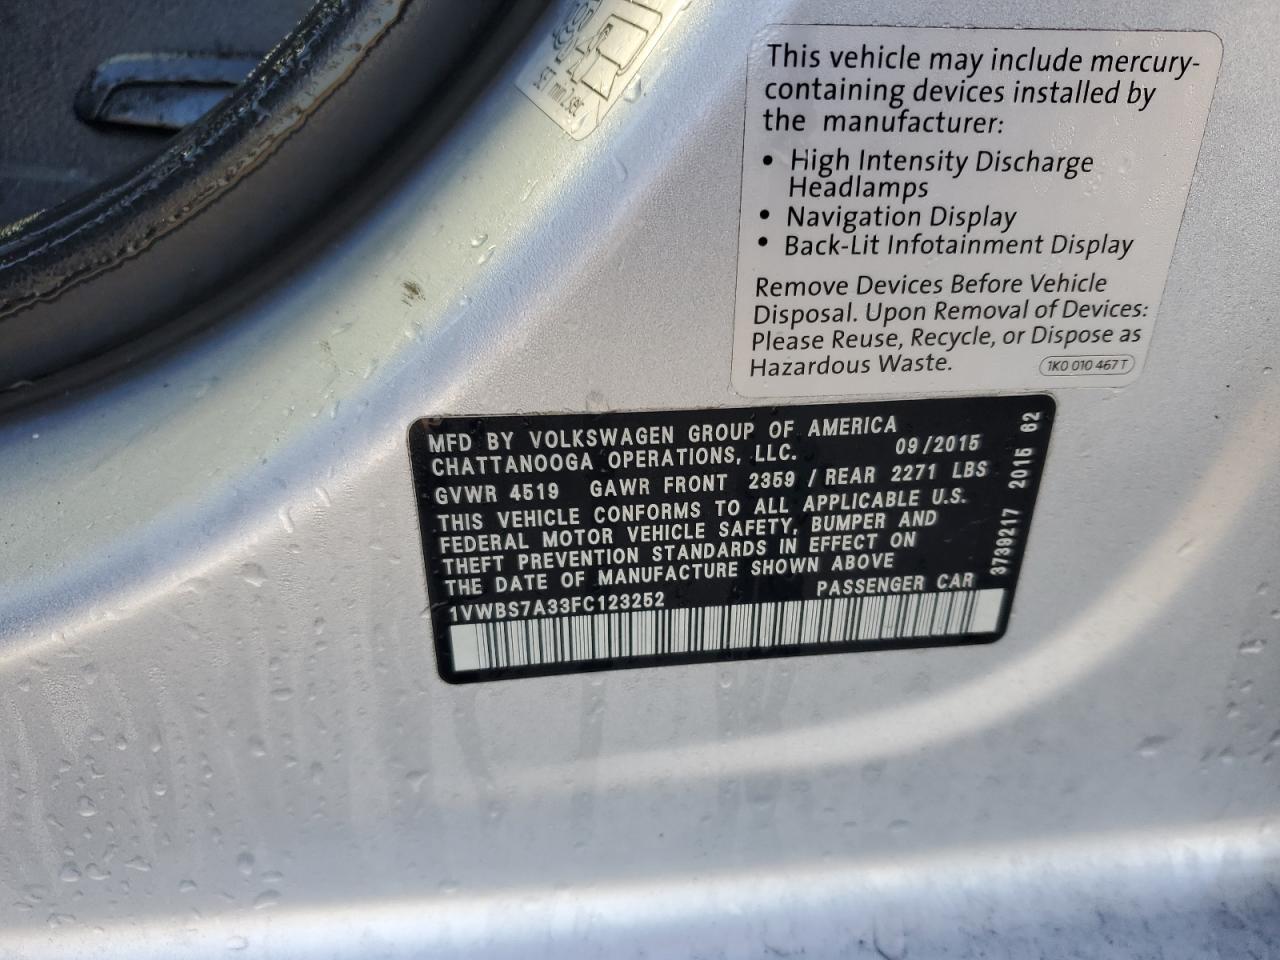 This vehicle may include mercury-
containing devices installed by
the manufacturer:
• High Intensity Discharge
Headlamps
• Navigation Display
• Back-Lit Infotainment Display
Remove Devices Before Vehicle
Disposal. Upon Removal of Devices:
Please Reuse, Recycle, or Dispose as
Hazardous Waste.
1K0 010 467 T
MFD BY VOLKSWAGEN GROUP OF AMERICA
CHATTANOOGA OPERATIONS, LLC. 09/2015
GVWR 4519 GAWR FRONT 2359 / REAR 2271 LBS
THIS VEHICLE CONFORMS TO ALL APPLICABLE U.S.
FEDERAL MOTOR VEHICLE SAFETY, BUMPER AND
THEFT PREVENTION STANDARDS IN EFFECT ON
THE DATE OF MANUFACTURE SHOWN ABOVE
1VWBS7A33FC123252 PASSENGER CAR
3738217 2015 62